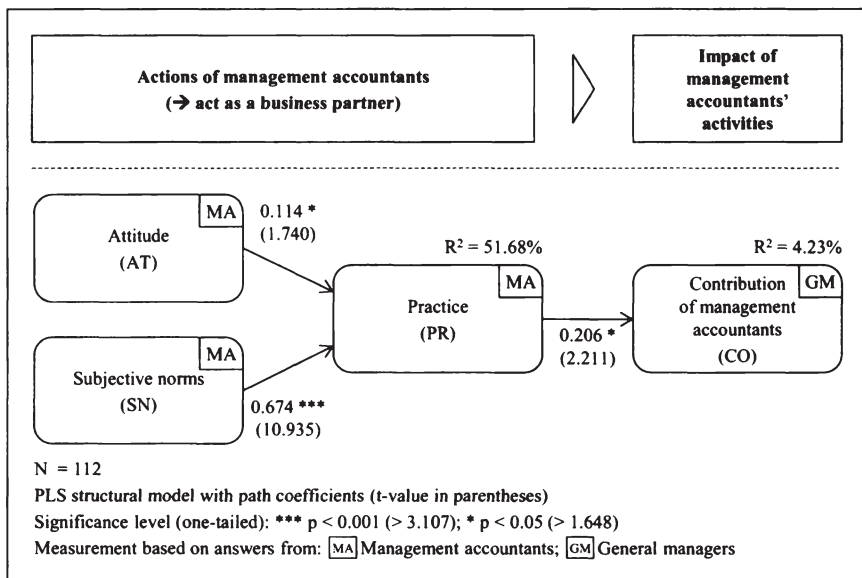 Actions of management accountants
(→ act as a business partner)
Impact of
management
accountants'
activities
Attitude
(AT)
MA
0.114 *
(1.740)
Subjective norms
(SN)
MA
0.674 ***
(10.935)
R² = 51.68%
Practice
(PR)
MA
0.206 *
(2.211)
R² = 4.23%
Contribution
of management
accountants
(CO)
GM
N = 112
PLS structural model with path coefficients (t-value in parentheses)
Significance level (one-tailed): *** p < 0.001 (> 3.107); * p < 0.05 (> 1.648)
Measurement based on answers from: MA Management accountants; GM General managers